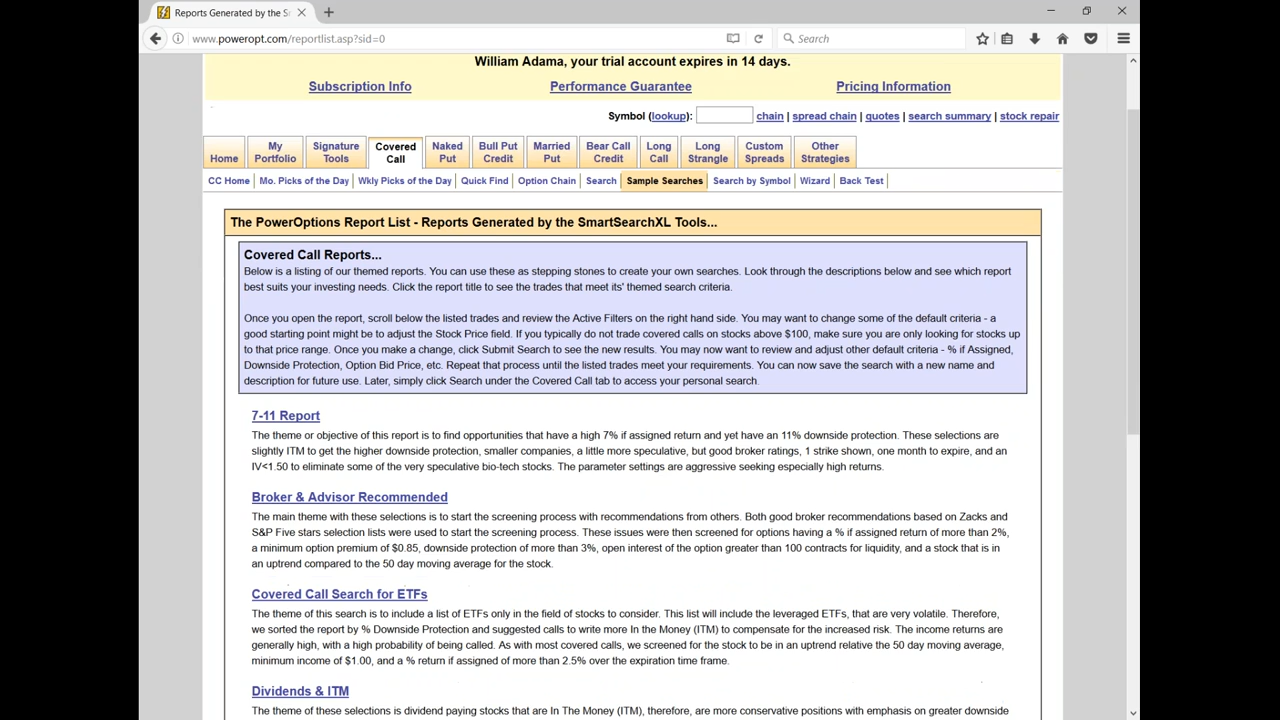 Reports Generated by the S
www.poweropt.com/reportlist.asp?sid=0
Search
William Adama, your trial account expires in 14 days.
Subscription Info Performance Guarantee Pricing Information
Symbol (lookup): chain | spread chain | quotes | search summary | stock repair
Home My Portfolio Signature Tools Covered Call Naked Put Bull Put Credit Married Put Bear Call Credit Long Call Long Strangle Custom Spreads Other Strategies
CC Home | Mo. Picks of the Day | Wkly Picks of the Day | Quick Find | Option Chain | Search | Sample Searches | Search by Symbol | Wizard | Back Test |
The PowerOptions Report List - Reports Generated by the SmartSearchXL Tools...
Covered Call Reports...
Below is a listing of our themed reports. You can use these as stepping stones to create your own searches. Look through the descriptions below and see which report
best suits your investing needs. Click the report title to see the trades that meet its' themed search criteria.
Once you open the report, scroll below the listed trades and review the Active Filters on the right hand side. You may want to change some of the default criteria - a
good starting point might be to adjust the Stock Price field. If you typically do not trade covered calls on stocks above $100, make sure you are only looking for stocks up
to that price range. Once you make a change, click Submit Search to see the new results. You may now want to review and adjust other default criteria - % if Assigned,
Downside Protection, Option Bid Price, etc. Repeat that process until the listed trades meet your requirements. You can now save the search with a new name and
description for future use. Later, simply click Search under the Covered Call tab to access your personal search.
7-11 Report
The theme or objective of this report is to find opportunities that have a high 7% if assigned return and yet have an 11% downside protection. These selections are
slightly ITM to get the higher downside protection, smaller companies, a little more speculative, but good broker ratings, 1 strike shown, one month to expire, and an
IV<1.50 to eliminate some of the very speculative bio-tech stocks. The parameter settings are aggressive seeking especially high returns.
Broker & Advisor Recommended
The main theme with these selections is to start the screening process with recommendations from others. Both good broker recommendations based on Zacks and
S&P Five stars selection lists were used to start the screening process. These issues were then screened for options having a % if assigned return of more than 2%,
a minimum option premium of $0.85, downside protection of more than 3%, open interest of the option greater than 100 contracts for liquidity, and a stock that is in
an uptrend compared to the 50 day moving average for the stock.
Covered Call Search for ETFs
The theme of this search is to include a list of ETFs only in the field of stocks to consider. This list will include the leveraged ETFs, that are very volatile. Therefore,
we sorted the report by % Downside Protection and suggested calls to write more In the Money (ITM) to compensate for the increased risk. The income returns are
generally high, with a high probability of being called. As with most covered calls, we screened for the stock to be in an uptrend relative the 50 day moving average,
minimum income of $1.00, and a % return if assigned of more than 2.5% over the expiration time frame.
Dividends & ITM
The theme of these selections is dividend paying stocks that are In The Money (ITM), therefore, are more conservative positions with emphasis on greater downside